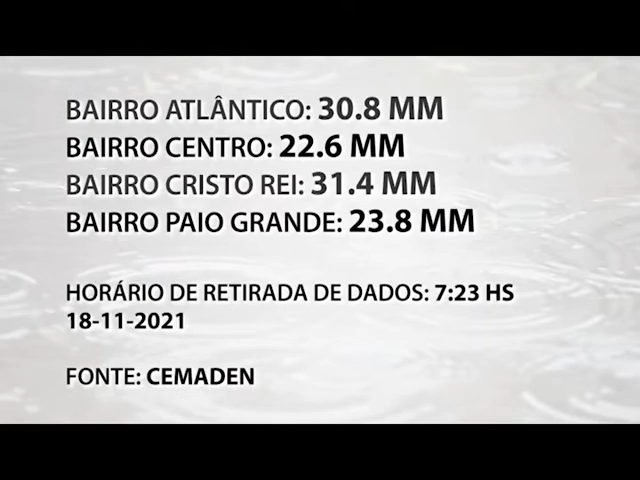 BAIRRO ATLÂNTICO: 30.8 MM
BAIRRO CENTRO: 22.6 MM
BAIRRO CRISTO REI: 31.4 MM
BAIRRO PAIO GRANDE: 23.8 MM
HORÁRIO DE RETIRADA DE DADOS: 7:23 HS
18-11-2021
FONTE: CEMADEN